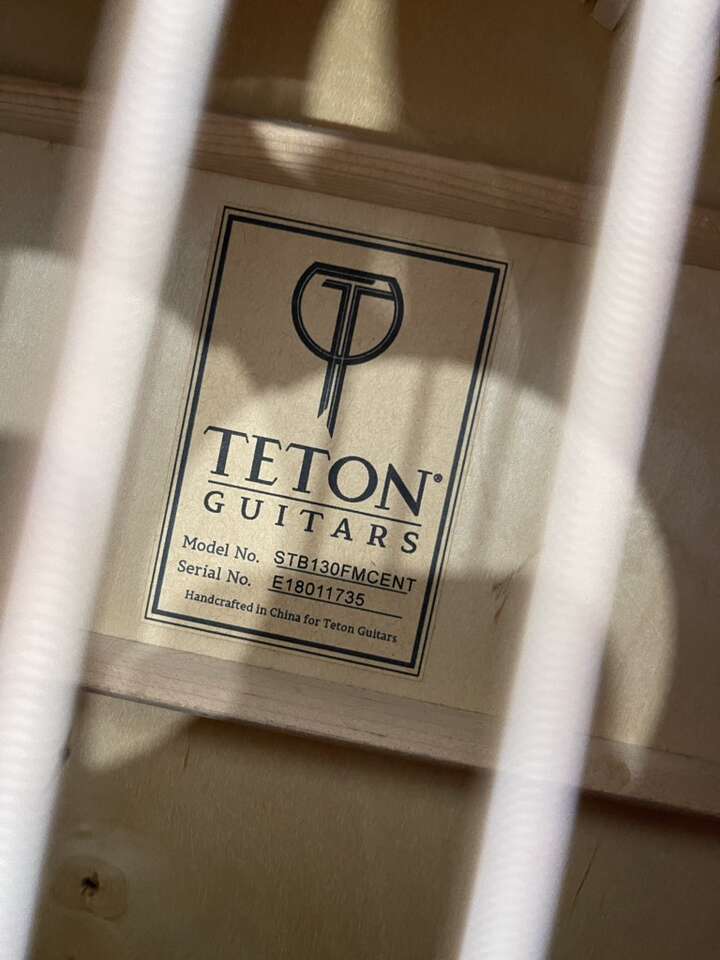 TETON®
GUITARS
Model No. STB130FMCENT
Serial No. E18011735
Handcrafted in China for Teton Guitars